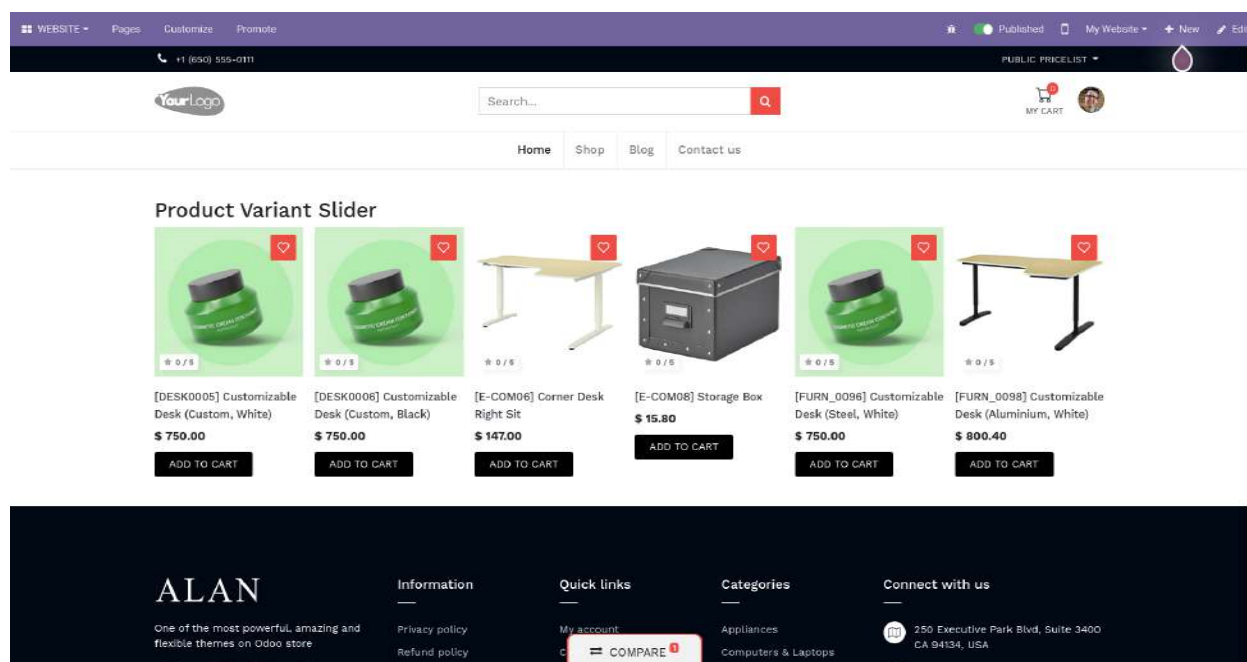 WEBSITE Pages Customize Promote Published My Website + New Edi
+1 (650) 555-0111 PUBLIC PRICELIST
YourLogo Search... 0
MY CART
Home Shop Blog Contact us
Product Variant Slider
0 / 5 0 / 5 0 / 5 0 / 5 0 / 5 0 / 5
[DESK0005] Customizable [DESK0006] Customizable [E-COM06] Corner Desk [E-COM08] Storage Box [FURN_0096] Customizable [FURN_0098] Customizable
Desk (Custom, White) Desk (Custom, Black) Right Sit Desk (Steel, White) Desk (Aluminium, White)
$ 750.00 $ 750.00 $ 147.00 $ 15.80 $ 750.00 $ 800.40
ADD TO CART ADD TO CART ADD TO CART ADD TO CART ADD TO CART ADD TO CART
ALAN Information Quick links Categories Connect with us
One of the most powerful, amazing and Privacy policy My account Appliances 250 Executive Park Blvd, Suite 3400
flexible themes on Odoo store Refund policy C COMPARE 1 Computers & Laptops CA 94134, USA